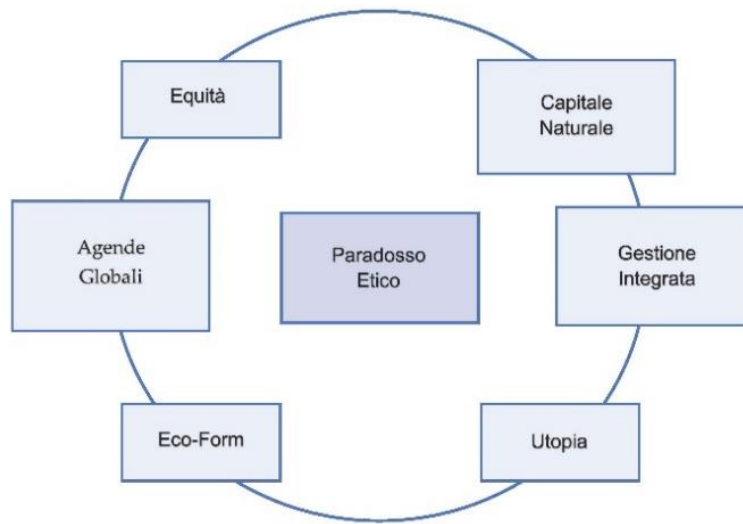 Equità
Capitale
Naturale
Agende
Globali
Paradosso
Etico
Gestione
Integrata
Eco-Form
Utopia